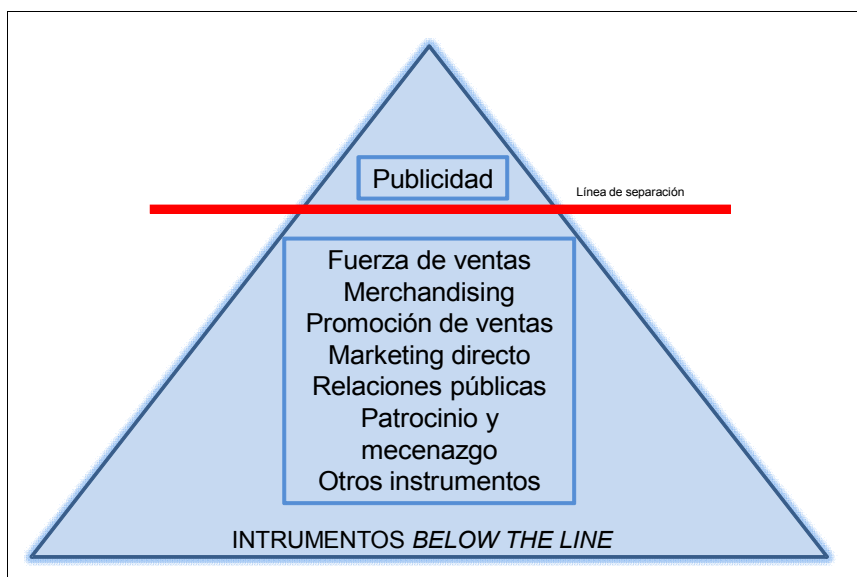 Publicidad
Línea de separación
Fuerza de ventas
Merchandising
Promoción de ventas
Marketing directo
Relaciones públicas
Patrocinio y
mecenazgo
Otros instrumentos
INTRUMENTOS BELOW THE LINE